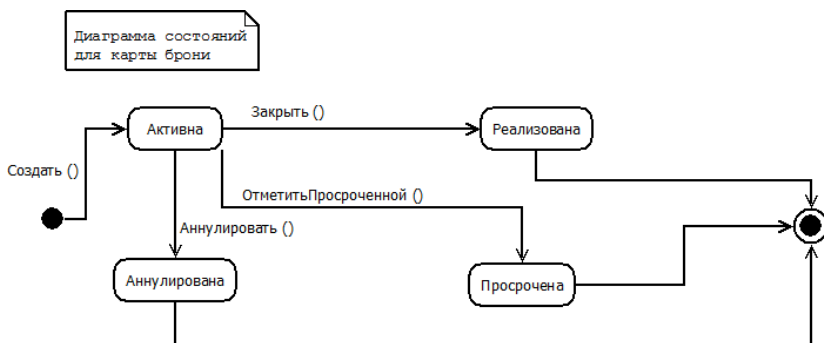 Диаграмма состояний
для карты брони
Закрыть ()
Активна
Реализована
Создать ()
ОтметитьПросроченной ()
Аннулировать ()
Аннулирована
Просрочена